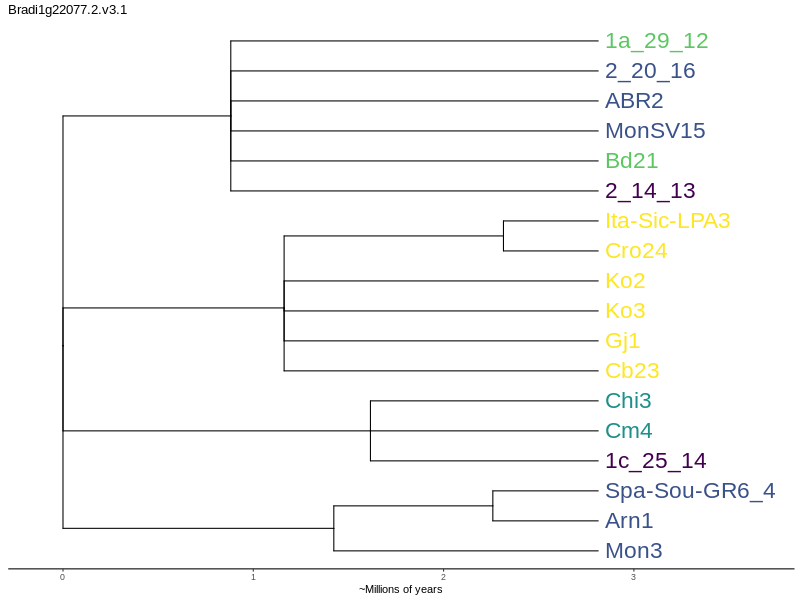 Bradi1g22077.2.v3.1
1a_29_12
2_20_16
ABR2
MonSV15
Bd21
2_14_13
Ita-Sic-LPA3
Cro24
Ko2
Ko3
Gj1
Cb23
Chi3
Cm4
1c_25_14
Spa-Sou-GR6_4
Arn1
Mon3
0 1 2 3
~Millions of years